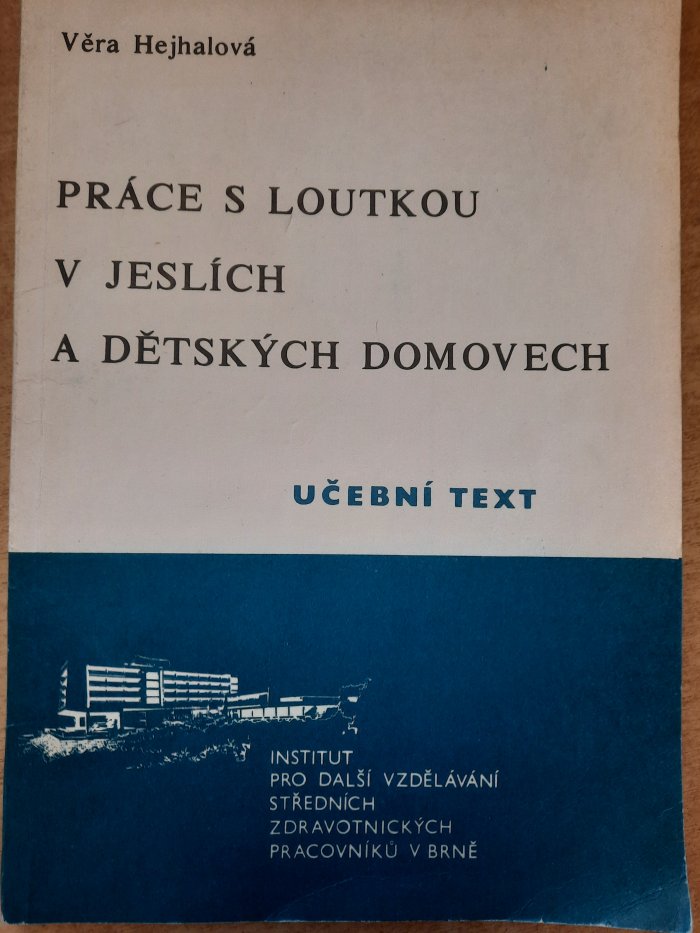 Věra Hejhalová
PRÁCE S LOUTKOU
V JESLÍCH
A DĚTSKÝCH DOMOVECH
UČEBNÍ TEXT
INSTITUT
PRO DALŠÍ VZDĚLÁVÁNÍ
STŘEDNÍCH
ZDRAVOTNICKÝCH
PRACOVNÍKŮ V BRNĚ